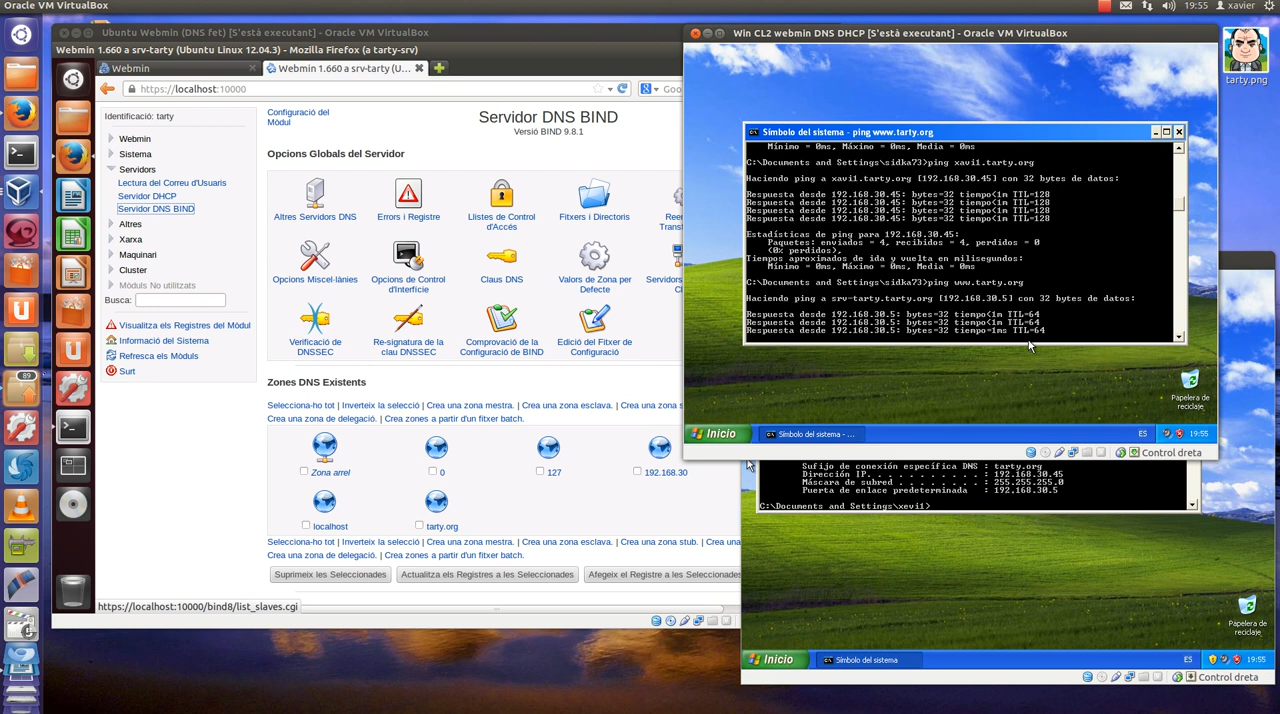 Oracle VM VirtualBox
19:55
xavier
tarty.png
89
Ubuntu Webmin (DNS fet) [S'està executant] - Oracle VM VirtualBox
Webmin 1.660 a srv-tarty (Ubuntu Linux 12.04.3) - Mozilla Firefox (a tarty-srv)
Webmin
Webmin 1.660 a srv-tarty (U...
https://localhost:10000
Goo
Identificació: tarty
Webmin
Sistema
Servidors
Lectura del Correu d'Usuaris
Servidor DHCP
Servidor DNS BIND
Altres
Xarxa
Maquinari
Cluster
Mòduls No utilitzats
Busca:
Visualitza els Registres del Mòdul
Informació del Sistema
Refresca els Mòduls
Surt
Configuració del
Mòdul
Servidor DNS BIND
Versió BIND 9.8.1
Opcions Globals del Servidor
Altres Servidors DNS
Errors i Registre
Llistes de Control
d'Accés
Fitxers i Directoris
Reen
Transf
Opcions Miscel·lànies
Opcions de Control
d'Interfície
Claus DNS
Valors de Zona per
Defecte
Servidors
Cl
Verificació de
DNSSEC
Re-signatura de la
clau DNSSEC
Comprovació de la
Configuració de BIND
Edició del Fitxer de
Configuració
Zones DNS Existents
Selecciona-ho tot | Inverteix la selecció | Crea una zona mestra. | Crea una zona esclava. | Crea una zona s
Crea una zona de delegació. | Crea zones a partir d'un fitxer batch.
Zona arrel
0
127
192.168.30
localhost
tarty.org
Selecciona-ho tot | Inverteix la selecció | Crea una zona mestra. | Crea una zona esclava. | Crea una zona stub. | Crea una
Crea una zona de delegació. | Crea zones a partir d'un fitxer batch.
Suprimeix les Seleccionades
Actualitza els Registres a les Seleccionades
Afegeix el Registre a les Seleccionades
https://localhost:10000/bind8/list_slaves.cgi
Win CL2 webmin DNS DHCP [S'està executant] - Oracle VM VirtualBox
Símbolo del sistema - ping www.tarty.org
Mínimo = 0ms, Máximo = 0ms, Media = 0ms
C:\Documents and Settings\sidka73>ping xavi1.tarty.org
Haciendo ping a xavi1.tarty.org [192.168.30.45] con 32 bytes de datos:
Respuesta desde 192.168.30.45: bytes=32 tiempo<1m TTL=128
Respuesta desde 192.168.30.45: bytes=32 tiempo<1m TTL=128
Respuesta desde 192.168.30.45: bytes=32 tiempo<1m TTL=128
Respuesta desde 192.168.30.45: bytes=32 tiempo<1m TTL=128
Estadísticas de ping para 192.168.30.45:
Paquetes: enviados = 4, recibidos = 4, perdidos = 0
(0% perdidos),
Tiempos aproximados de ida y vuelta en milisegundos:
Mínimo = 0ms, Máximo = 0ms, Media = 0ms
C:\Documents and Settings\sidka73>ping www.tarty.org
Haciendo ping a srv-tarty.tarty.org [192.168.30.5] con 32 bytes de datos:
Respuesta desde 192.168.30.5: bytes=32 tiempo<1m TTL=64
Respuesta desde 192.168.30.5: bytes=32 tiempo<1m TTL=64
Respuesta desde 192.168.30.5: bytes=32 tiempo=1ms TTL=64
Papelera de
reciclaje
Inicio
Símbolo del sistema - ...
ES
19:55
Control dreta
Sufijo de conexión específica DNS : tarty.org
Dirección IP. . . . . . . . . . . : 192.168.30.45
Máscara de subred . . . . . . . . : 255.255.255.0
Puerta de enlace predeterminada : 192.168.30.5
C:\Documents and Settings\xevi1>
Papelera de
reciclaje
Inicio
Símbolo del sistema
ES
19:55
Control dreta